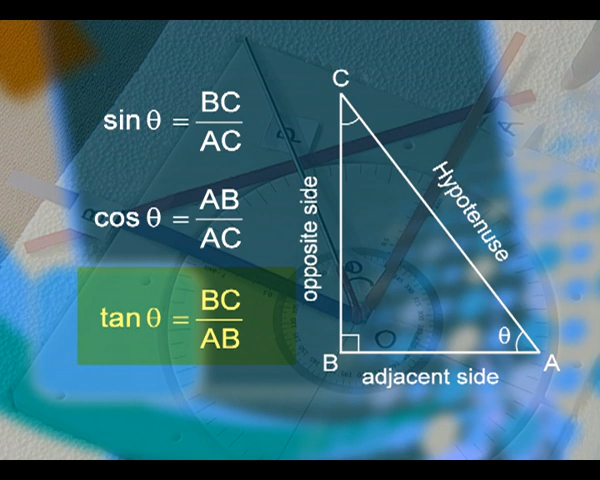 sin θ = BC/AC
cos θ = AB/AC
tan θ = BC/AB
C
opposite side
Hypotenuse
θ
B
A
adjacent side